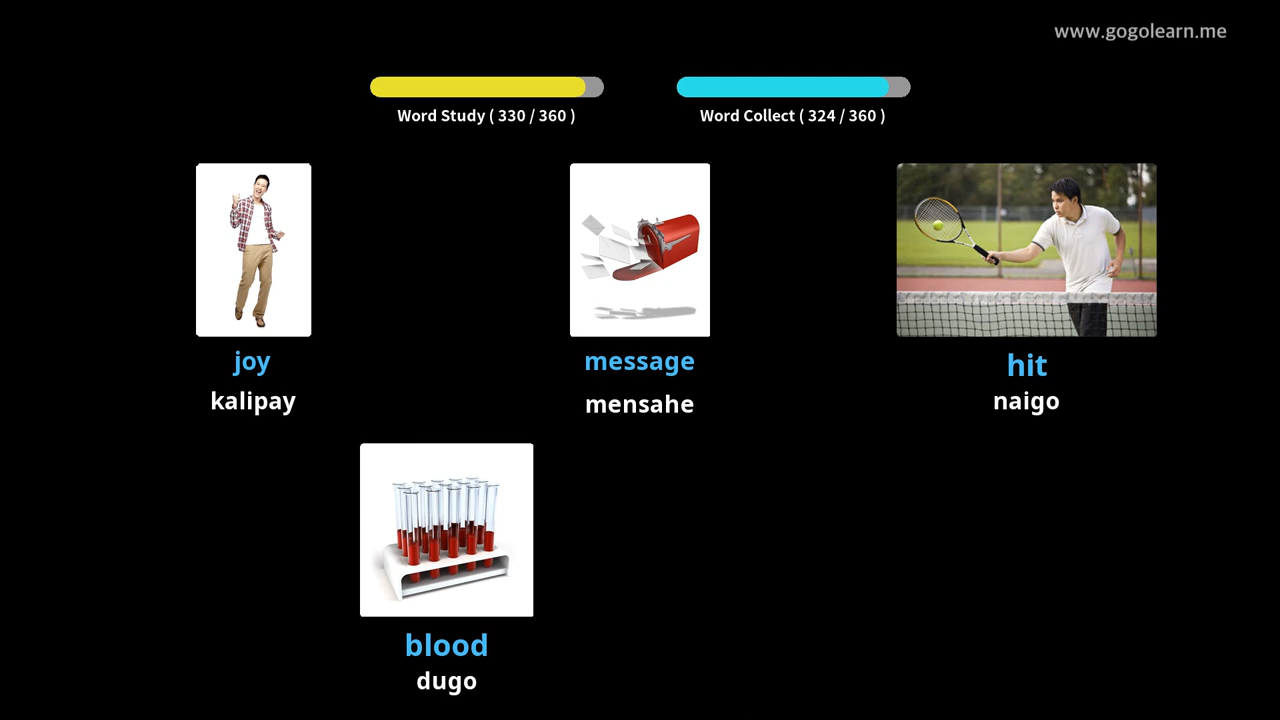 www.gogolearn.me
Word Study ( 330 / 360 )
Word Collect ( 324 / 360 )
joy
kalipay
message
mensahe
hit
naigo
blood
dugo